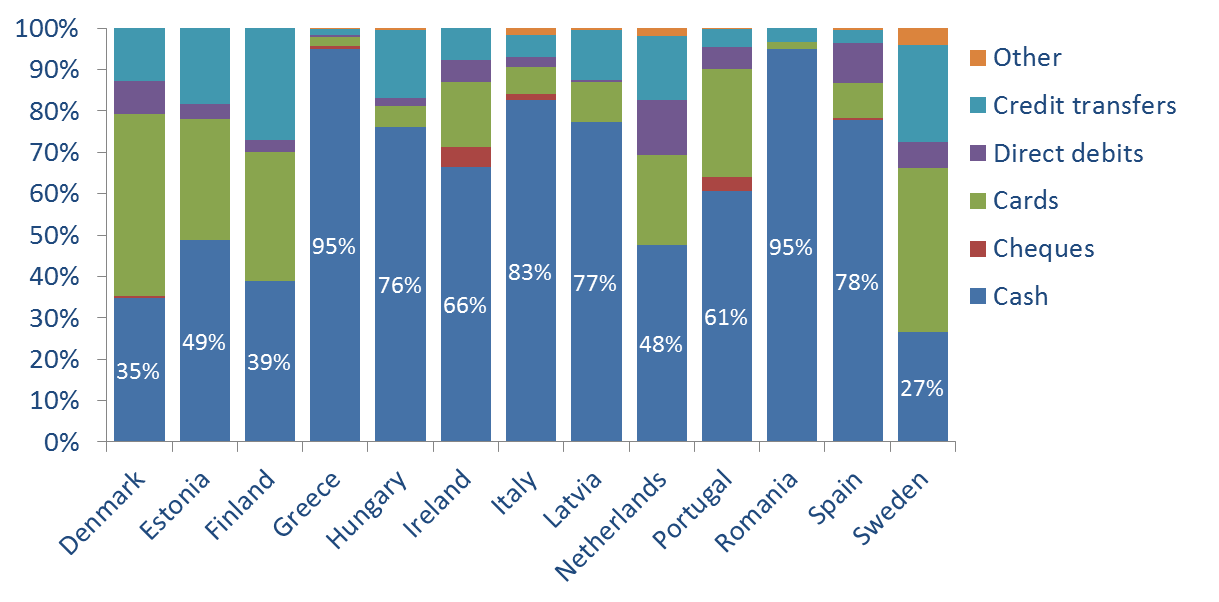 100%
90%
80%
70%
60%
50%
40%
30%
20%
10%
0%
35%
49%
39%
95%
76%
66%
83%
77%
48%
61%
95%
78%
27%
Denmark
Estonia
Finland
Greece
Hungary
Ireland
Italy
Latvia
Netherlands
Portugal
Romania
Spain
Sweden
Other
Credit transfers
Direct debits
Cards
Cheques
Cash